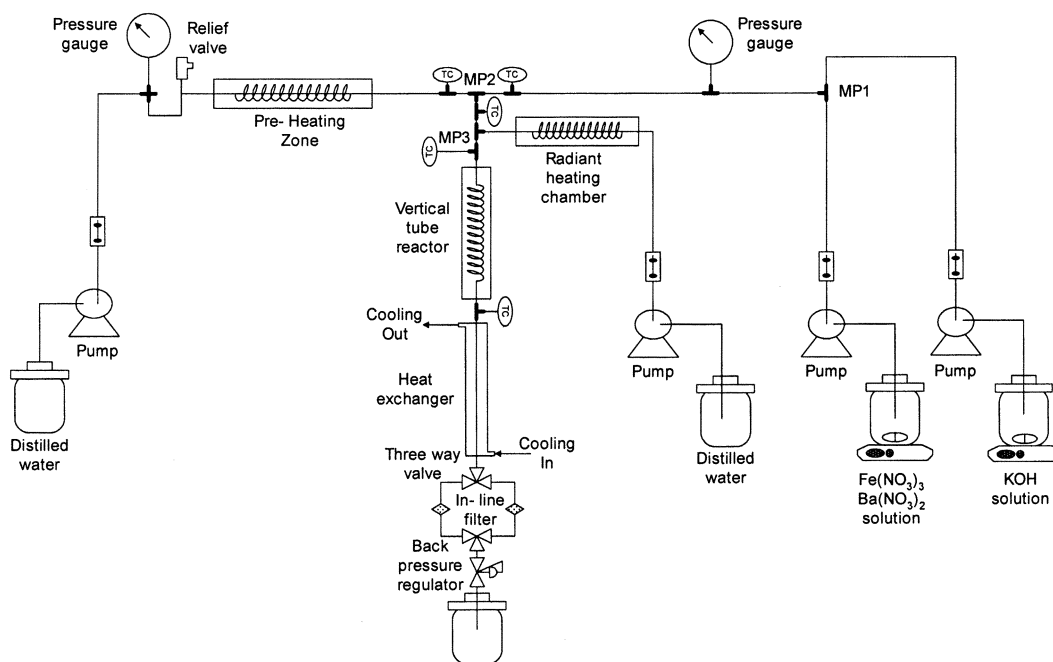 Pressure
gauge
Relief
valve
Pressure
gauge
TC
MP2
TC
MP1
Pre- Heating
Zone
TC
MP3
TC
Radiant
heating
chamber
Vertical
tube
reactor
TC
Cooling
Out
Pump
Pump
Pump
Pump
Heat
exchanger
Distilled
water
Three way
valve
Cooling
In
Distilled
water
Fe(NO₃)₃
Ba(NO₃)₂
solution
KOH
solution
In- line
filter
Back
pressure
regulator